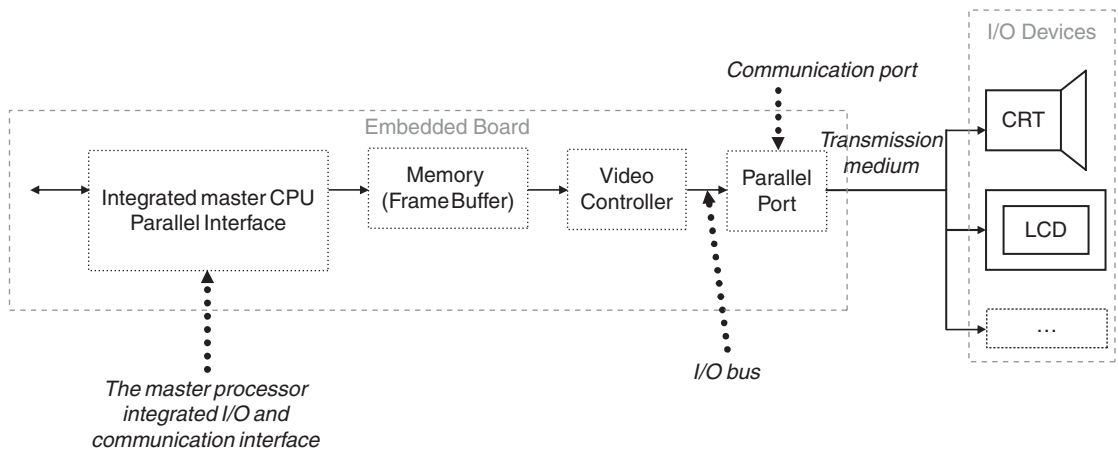 I/O Devices
Communication port
CRT
Embedded Board
Transmission
medium
Integrated master CPU
Parallel Interface
Memory
(Frame Buffer)
Video
Controller
Parallel
Port
LCD
...
I/O bus
The master processor
integrated I/O and
communication interface